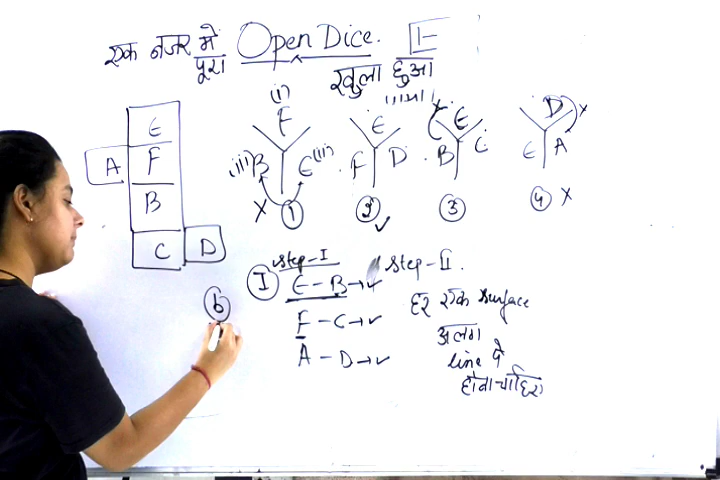 एक नजर में पूरा Open Dice.
खुला हुआ
E
A F
B
C D
(i)
F
(iii) B E (ii)
X ①
E
F D
② ✓
E
B C
③
D X
E A
④ X
Step-I
Ⓘ E - B → ✓
F - C → ✓
A - D → ✓
Step-II.
हर एक surface
अलग
line पे
होना चाहिए
⑥